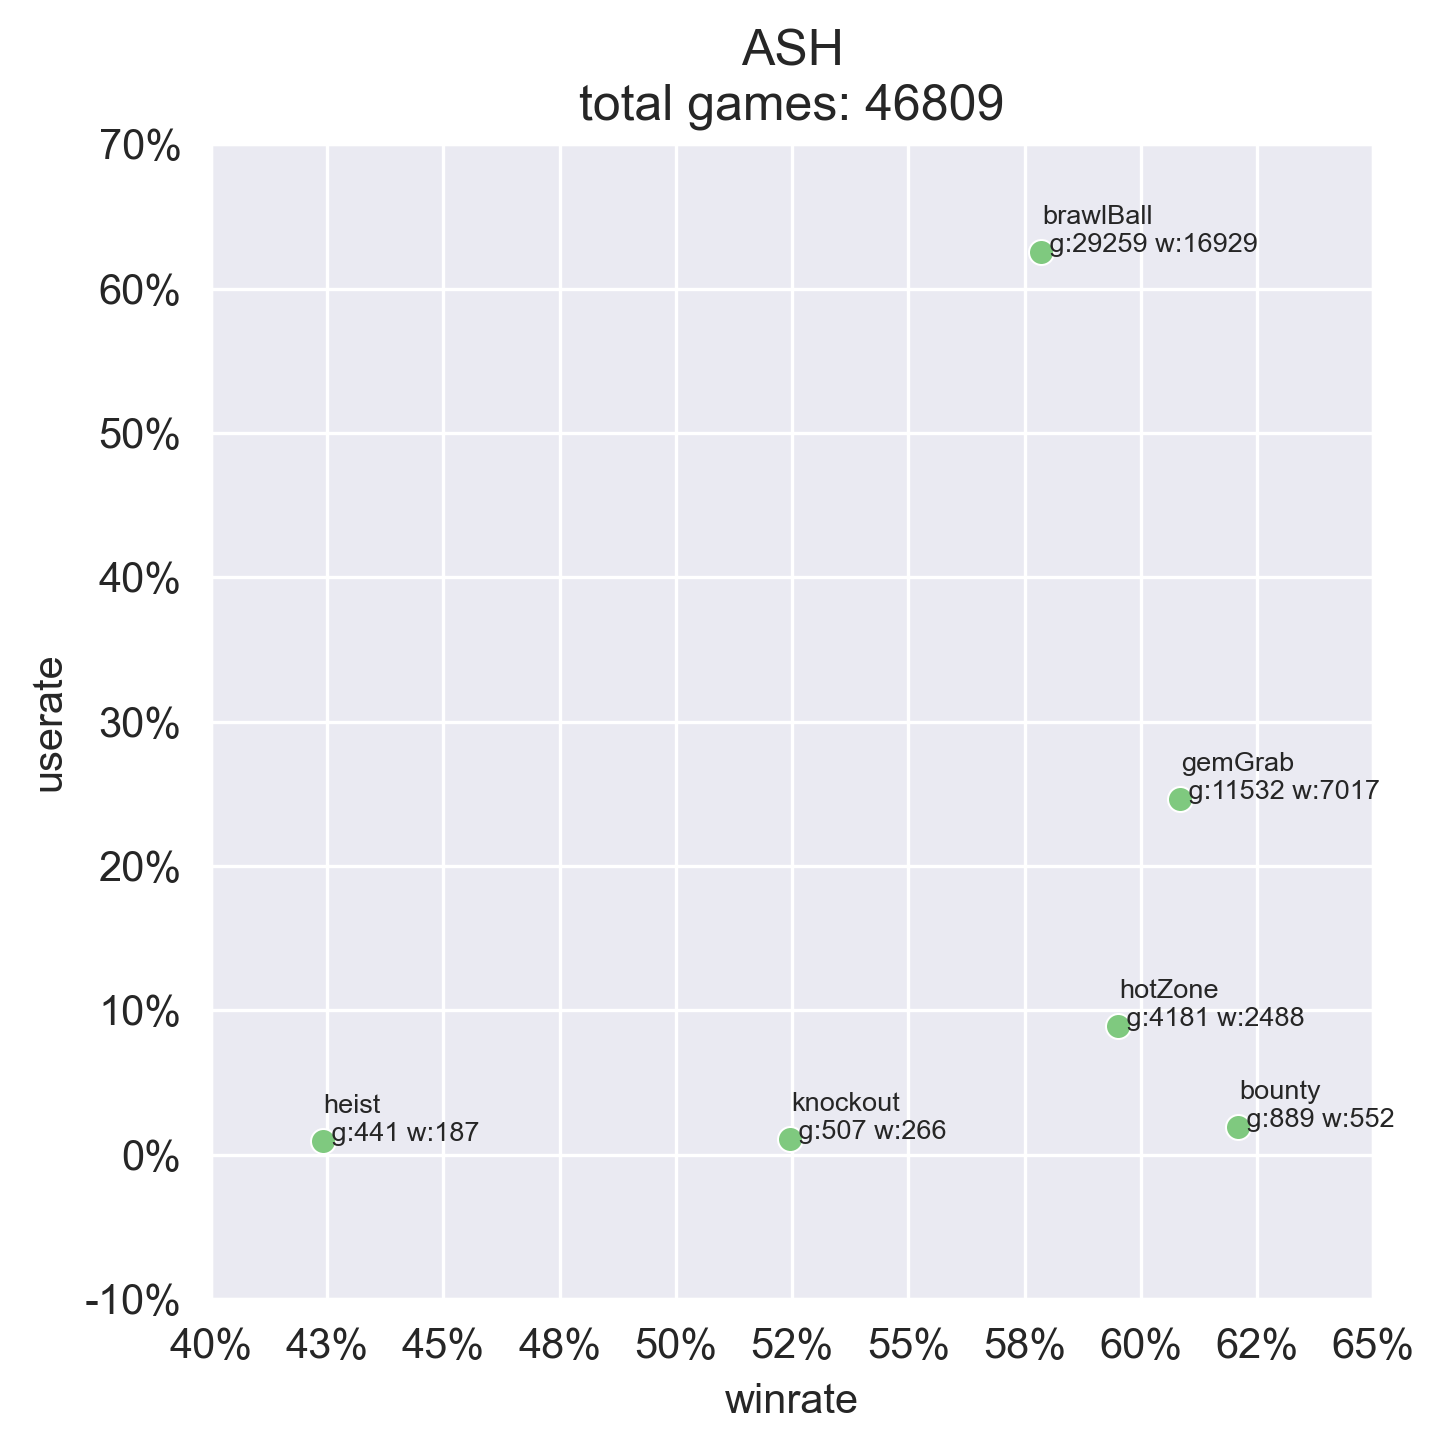 ASH
total games: 46809
70%
60%
50%
40%
30%
20%
10%
0%
-10%
userate
brawlBall
g:29259 w:16929
gemGrab
g:11532 w:7017
hotZone
g:4181 w:2488
bounty
g:889 w:552
heist
g:441 w:187
knockout
g:507 w:266
40% 43% 45% 48% 50% 52% 55% 58% 60% 62% 65%
winrate